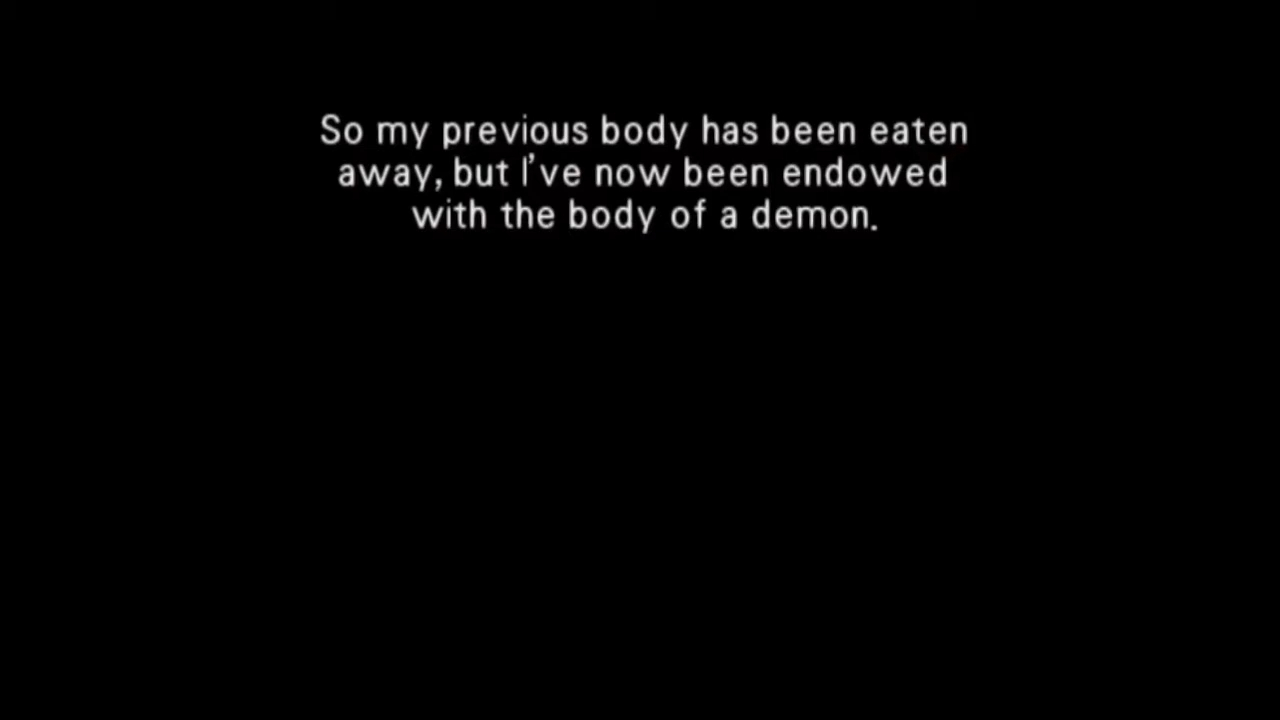 So my previous body has been eaten
away, but I've now been endowed
with the body of a demon.